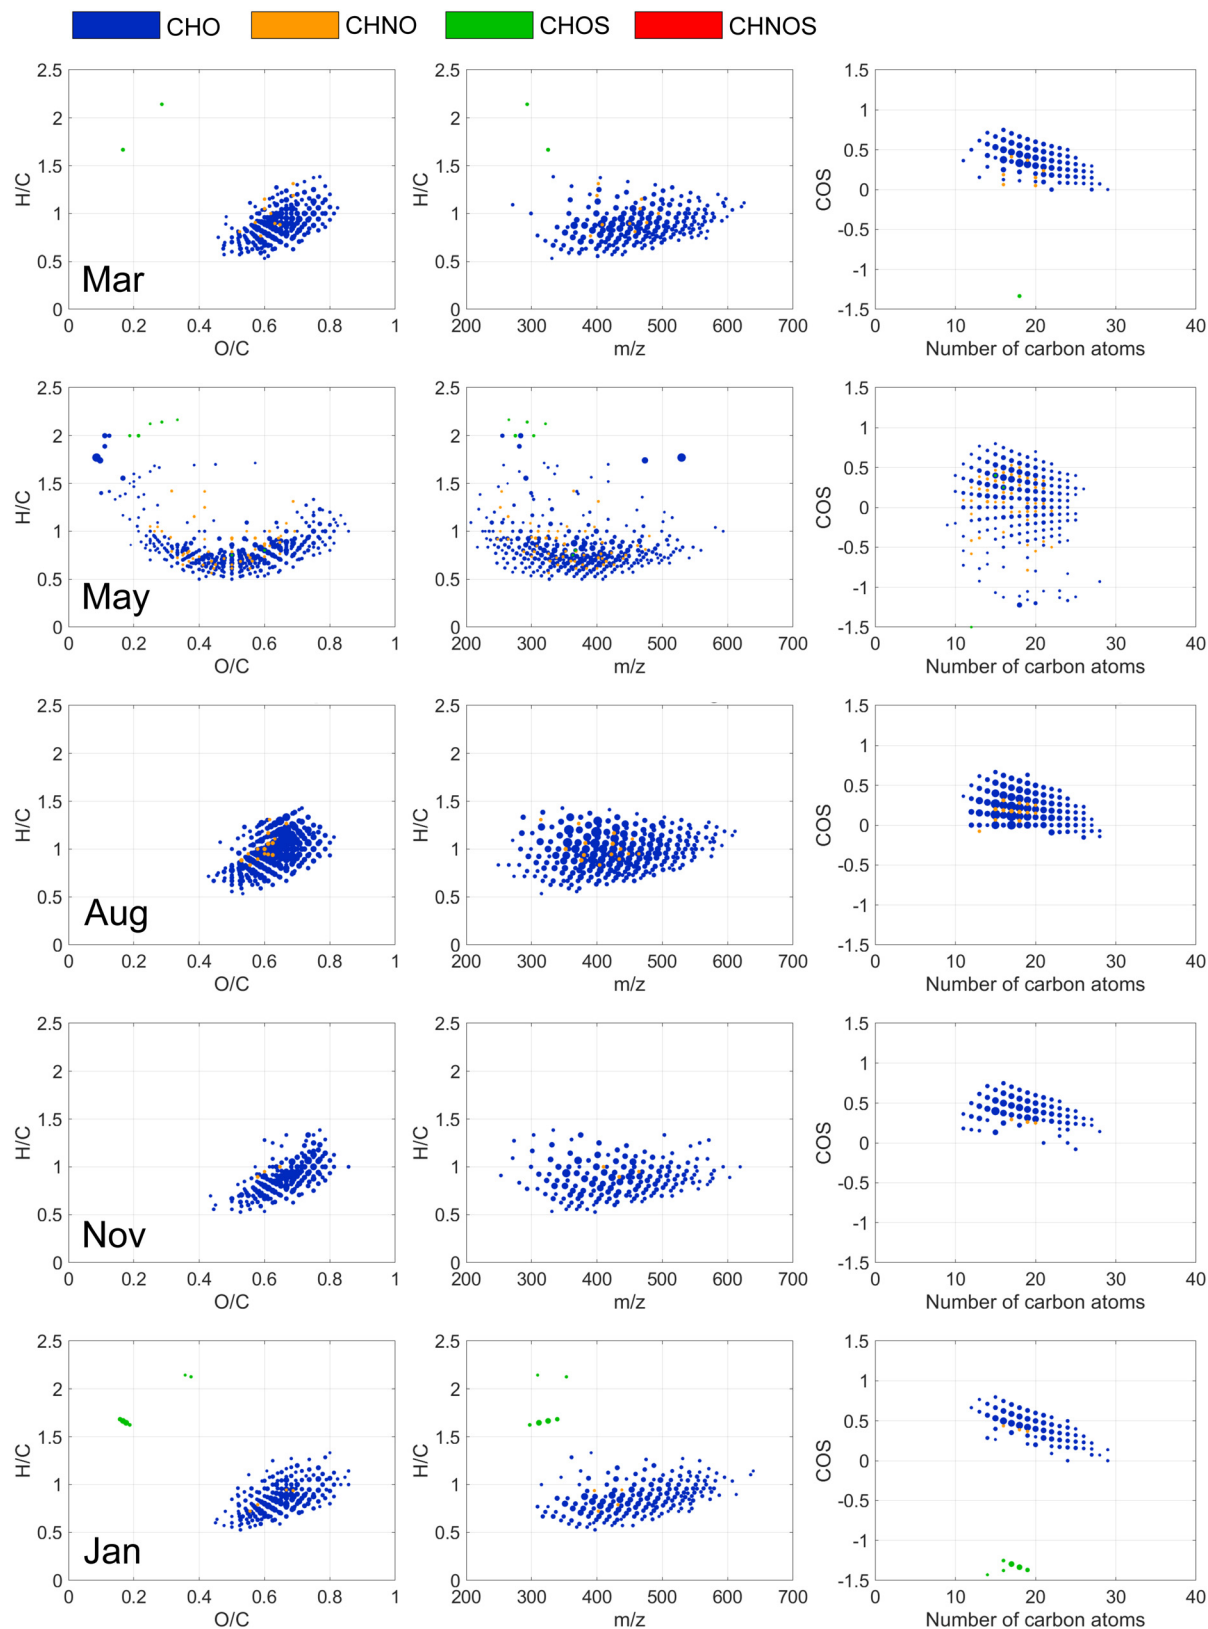 CHO CHNO CHOS CHNOS
2.5 2 1.5 1 0.5 0
H/C
Mar
0 0.2 0.4 0.6 0.8 1
O/C
2.5 2 1.5 1 0.5 0
H/C
200 300 400 500 600 700
m/z
1.5 1 0.5 0 -0.5 -1 -1.5
COS
0 10 20 30 40
Number of carbon atoms
2.5 2 1.5 1 0.5 0
H/C
May
0 0.2 0.4 0.6 0.8 1
O/C
2.5 2 1.5 1 0.5 0
H/C
200 300 400 500 600 700
m/z
1.5 1 0.5 0 -0.5 -1 -1.5
COS
0 10 20 30 40
Number of carbon atoms
2.5 2 1.5 1 0.5 0
H/C
Aug
0 0.2 0.4 0.6 0.8 1
O/C
2.5 2 1.5 1 0.5 0
H/C
200 300 400 500 600 700
m/z
1.5 1 0.5 0 -0.5 -1 -1.5
COS
0 10 20 30 40
Number of carbon atoms
2.5 2 1.5 1 0.5 0
H/C
Nov
0 0.2 0.4 0.6 0.8 1
O/C
2.5 2 1.5 1 0.5 0
H/C
200 300 400 500 600 700
m/z
1.5 1 0.5 0 -0.5 -1 -1.5
COS
0 10 20 30 40
Number of carbon atoms
2.5 2 1.5 1 0.5 0
H/C
Jan
0 0.2 0.4 0.6 0.8 1
O/C
2.5 2 1.5 1 0.5 0
H/C
200 300 400 500 600 700
m/z
1.5 1 0.5 0 -0.5 -1 -1.5
COS
0 10 20 30 40
Number of carbon atoms